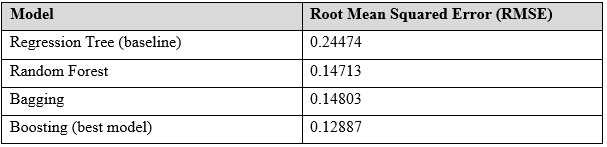 Model Root Mean Squared Error (RMSE)
Regression Tree (baseline) 0.24474
Random Forest 0.14713
Bagging 0.14803
Boosting (best model) 0.12887